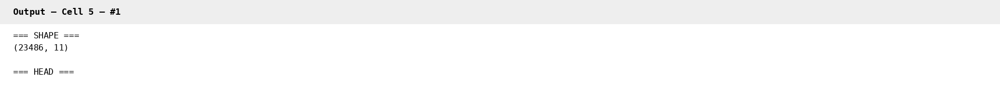 Output — Cell 5 — #1
=== SHAPE ===
(23486, 11)
=== HEAD ===